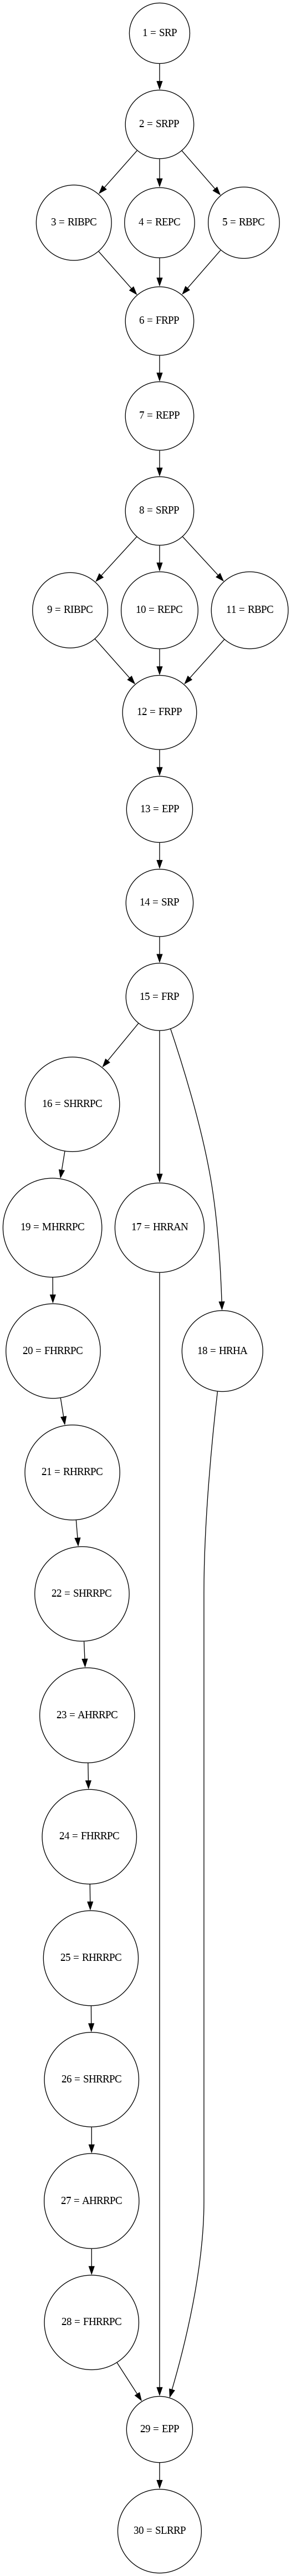 1 = SRP
2 = SRPP
3 = RIBPC
4 = REPC
5 = RBPC
6 = FRPP
7 = REPP
8 = SRPP
9 = RIBPC
10 = REPC
11 = RBPC
12 = FRPP
13 = EPP
14 = SRP
15 = FRP
16 = SHRRPC
19 = MHRRPC
17 = HRRAN
20 = FHRRPC
18 = HRHA
21 = RHRRPC
22 = SHRRPC
23 = AHRRPC
24 = FHRRPC
25 = RHRRPC
26 = SHRRPC
27 = AHRRPC
28 = FHRRPC
29 = EPP
30 = SLRRP